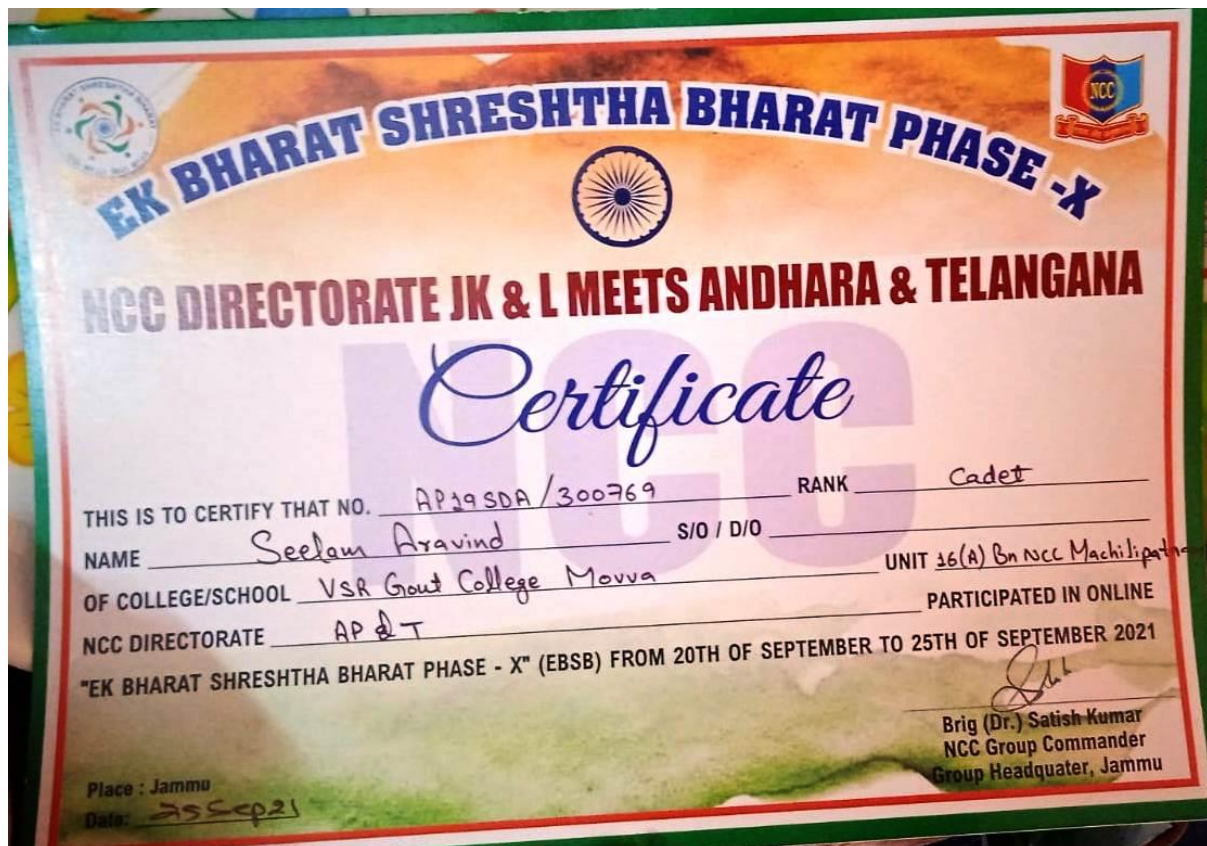 EK BHARAT SHRESHTHA BHARAT PHASE -X
NCC
NCC DIRECTORATE JK & L MEETS ANDHARA & TELANGANA
NCC
Certificate
THIS IS TO CERTIFY THAT NO. AP19SDA/300769 RANK Cadet
NAME Seelam Aravind S/O / D/O
OF COLLEGE/SCHOOL VSR Govt College Movva UNIT 16(A) Bn NCC Machilipatnam
NCC DIRECTORATE AP & T PARTICIPATED IN ONLINE
"EK BHARAT SHRESHTHA BHARAT PHASE - X" (EBSB) FROM 20TH OF SEPTEMBER TO 25TH OF SEPTEMBER 2021
Brig (Dr.) Satish Kumar
NCC Group Commander
Group Headquater, Jammu
Place : Jammu
Date: 25Sep21